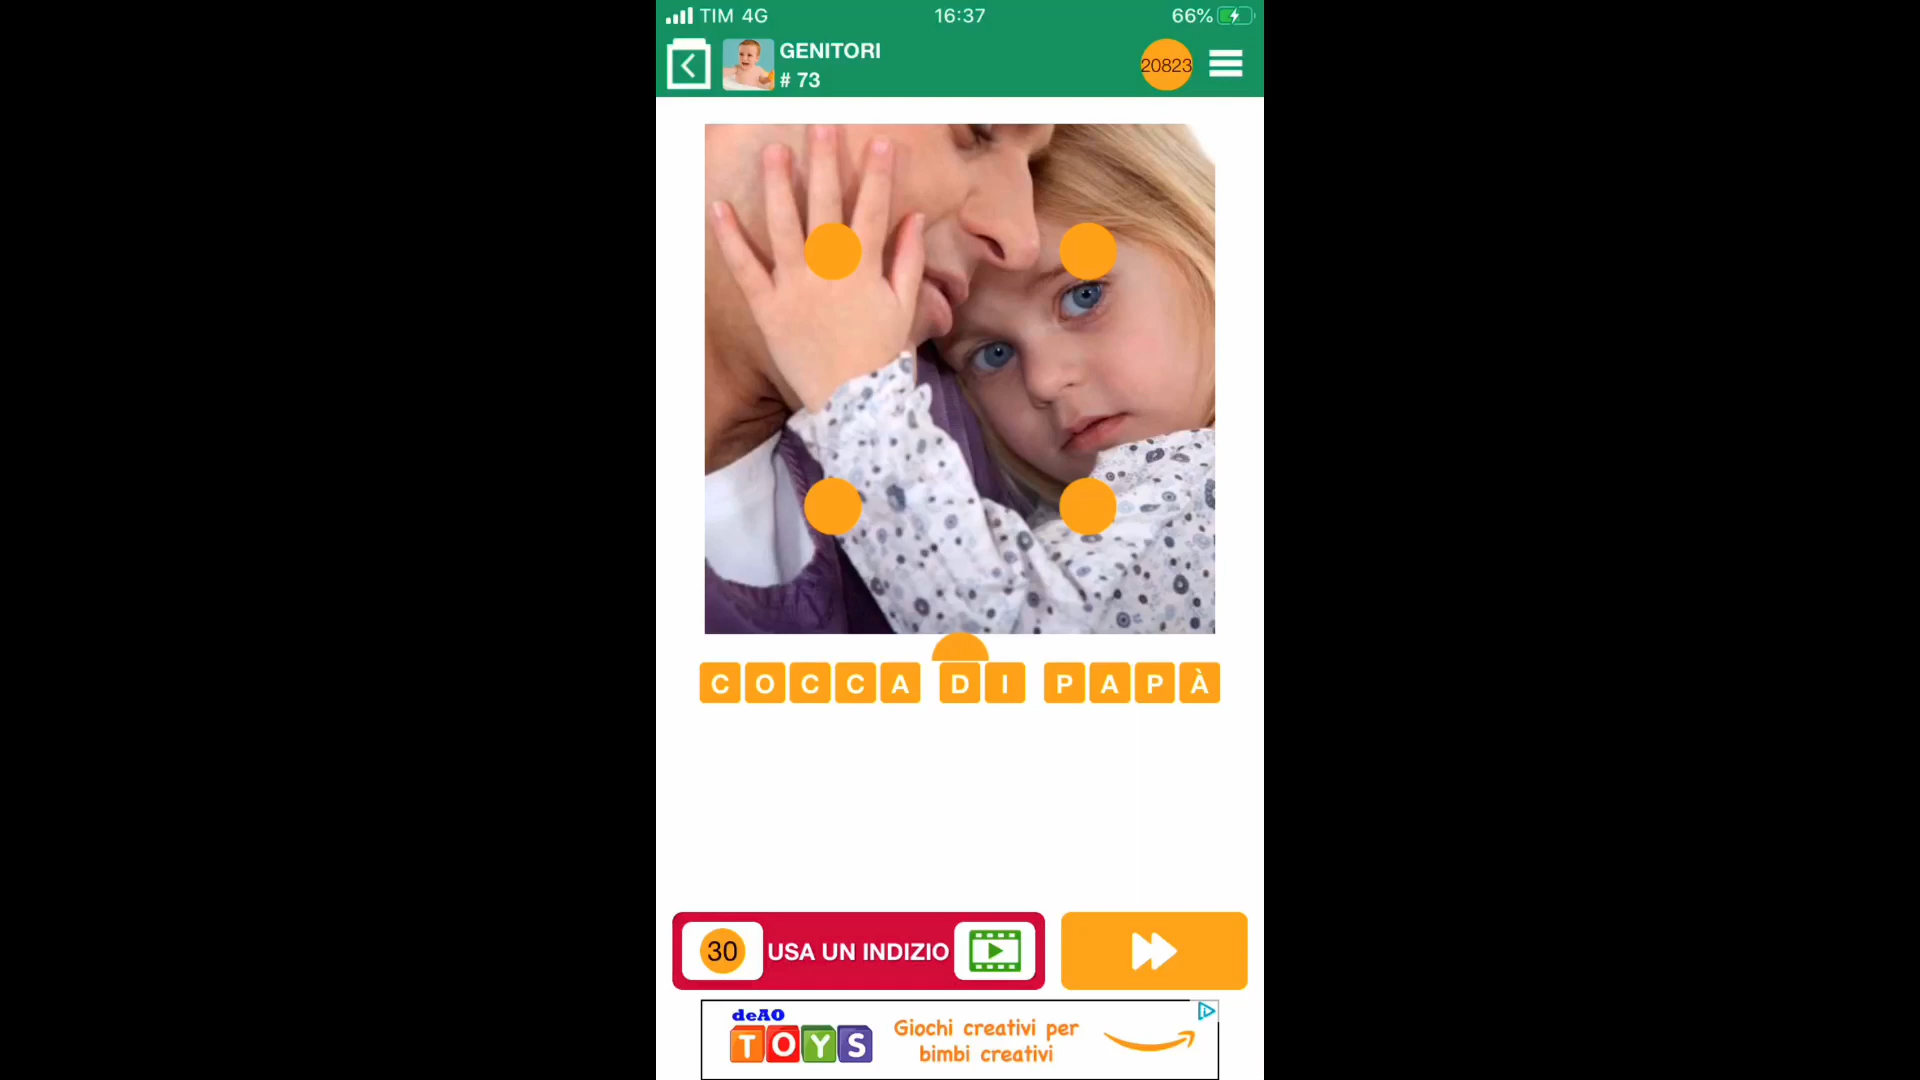 TIM 4G 16:37 66%
GENITORI
# 73
20823
COCCA DI PAPÀ
30 USA UN INDIZIO
deAO
TOYS
Giochi creativi per
bimbi creativi